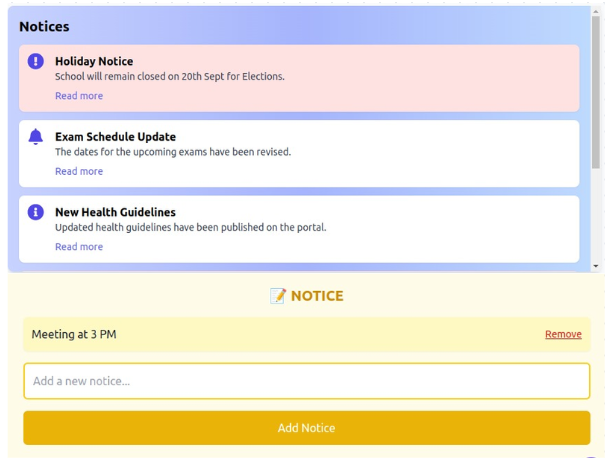 Notices
Holiday Notice
School will remain closed on 20th Sept for Elections.
Read more
Exam Schedule Update
The dates for the upcoming exams have been revised.
Read more
New Health Guidelines
Updated health guidelines have been published on the portal.
Read more
📝 NOTICE
Meeting at 3 PM Remove
Add a new notice...
Add Notice